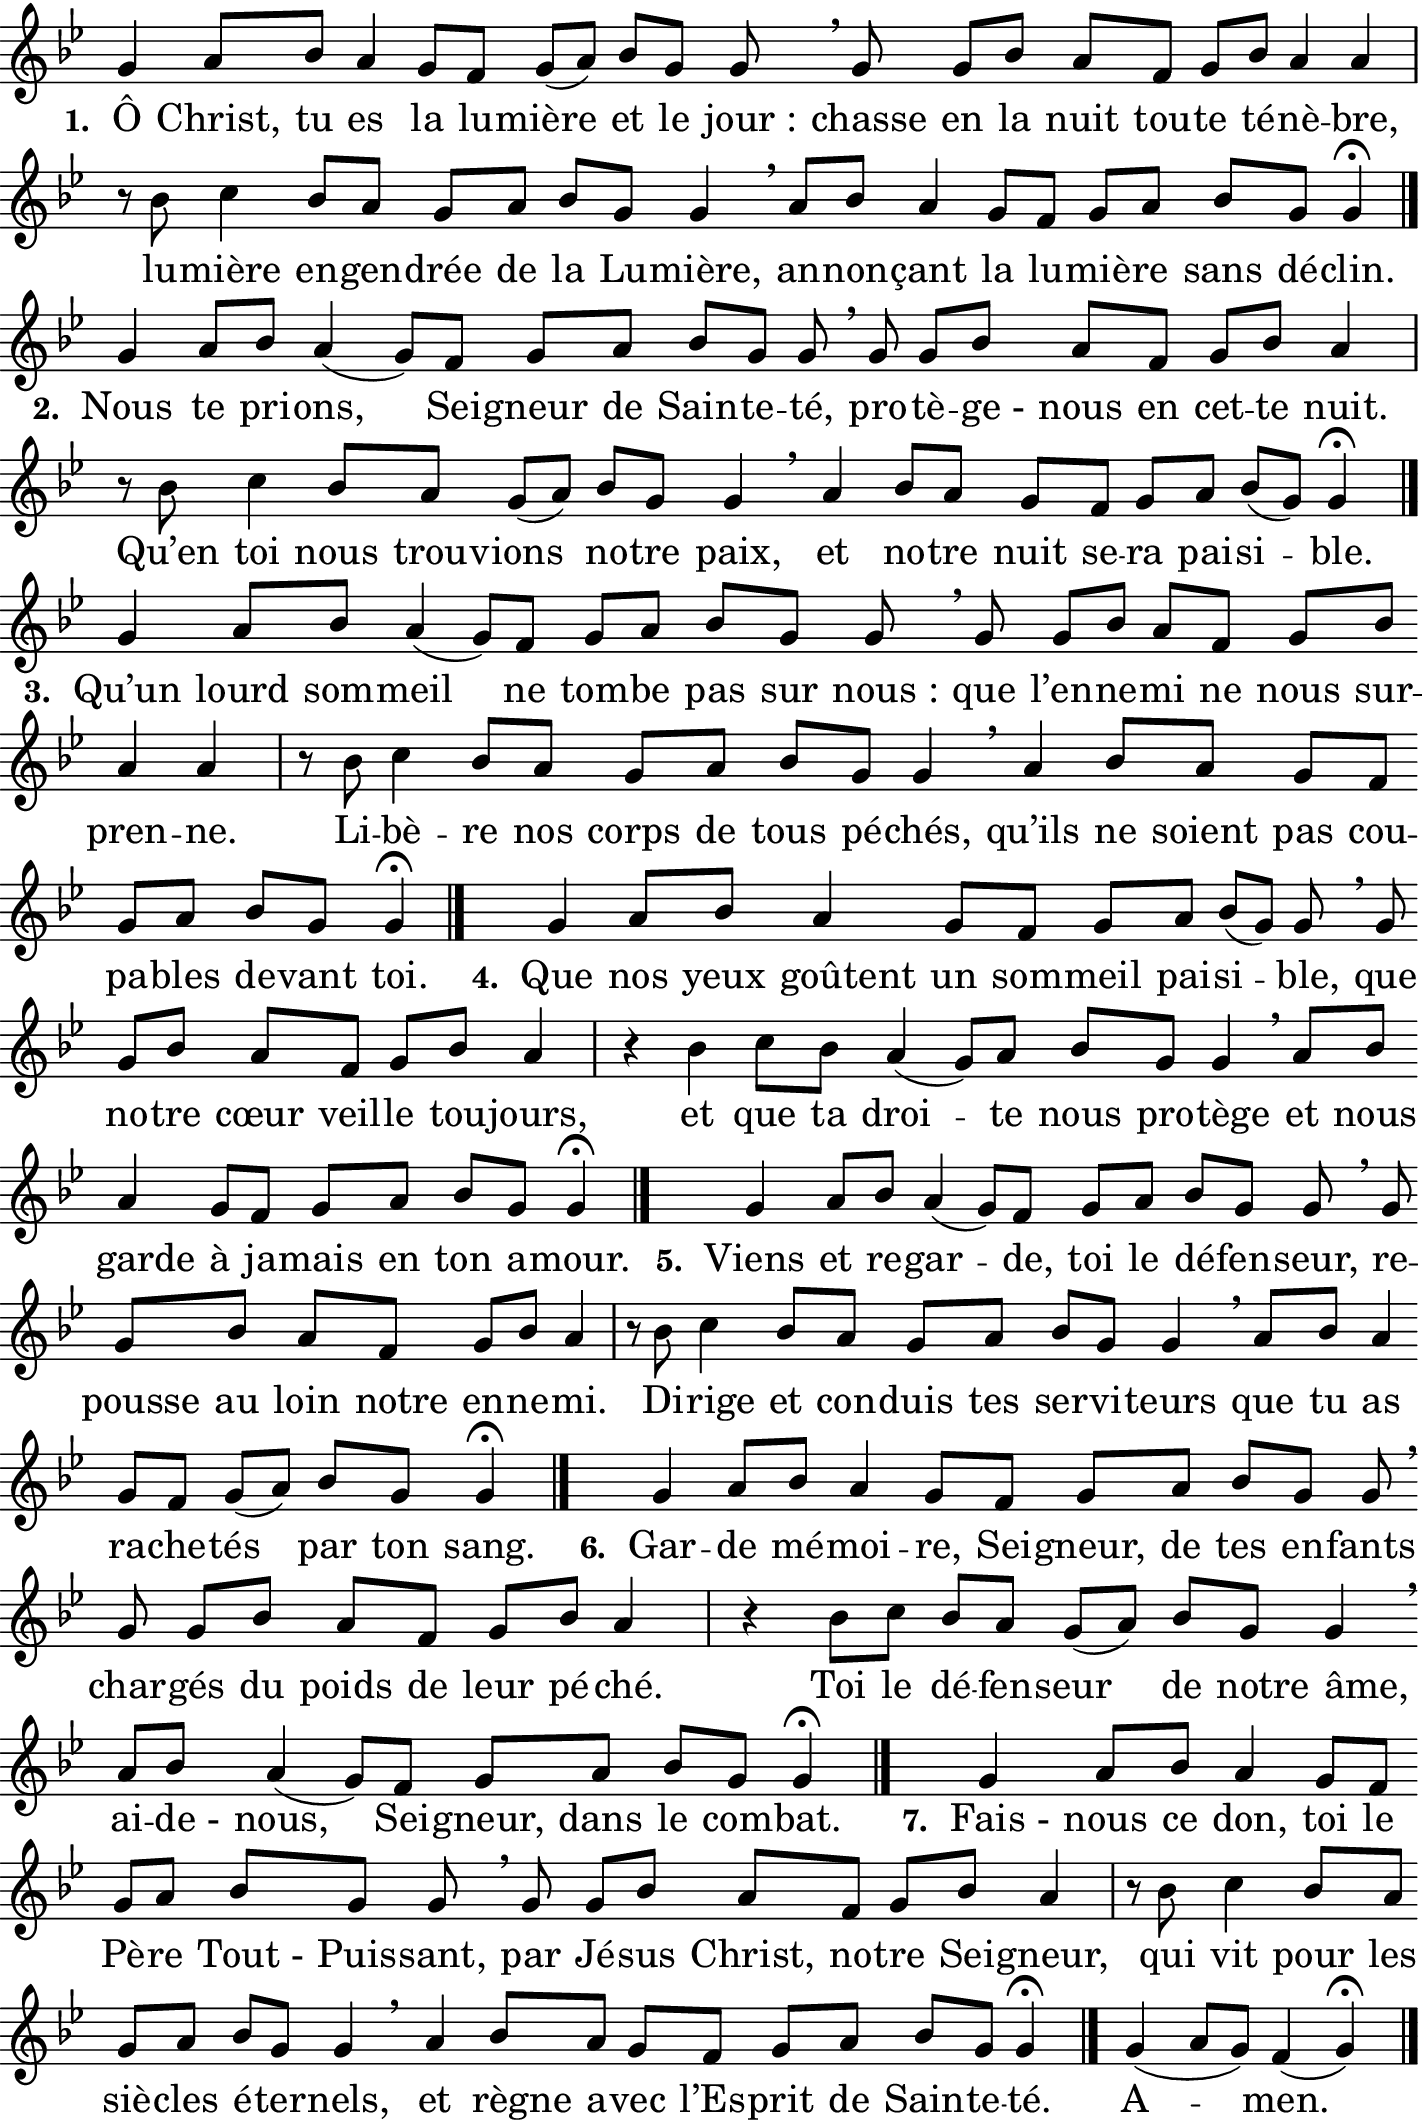 1. Ô Christ, tu es la lumière et le jour : chasse en la nuit toute ténè -- bre,
lumière engendrée de la Lumière, annonçant la lumière sans déclin.
2. Nous te prions, Seigneur de Sainte -- té, protè -- ge - nous en cet -- te nuit.
Qu’en toi nous trouvions notre paix, et notre nuit se -- ra paisi -- ble.
3. Qu’un lourd sommeil ne tombe pas sur nous : que l’ennemi ne nous sur --
pren -- ne. Li -- bè -- re nos corps de tous péchés, qu’ils ne soient pas cou --
pables devant toi. 4. Que nos yeux goûtent un sommeil paisi -- ble, que
notre cœur veille toujours, et que ta droi -- te nous protège et nous
garde à jamais en ton amour. 5. Viens et regar -- de, toi le défenseur, re --
pousse au loin notre ennemi. Dirige et conduis tes serviteurs que tu as
rachetés par ton sang. 6. Gar -- de mémoi -- re, Seigneur, de tes enfants
chargés du poids de leur péché. Toi le dé -- fenseur de notre âme,
ai -- de - nous, Seigneur, dans le combat. 7. Fais - nous ce don, toi le
Père Tout - Puissant, par Jésus Christ, notre Seigneur, qui vit pour les
siècles éternels, et règne avec l’Esprit de Sainte -- té. A -- men.